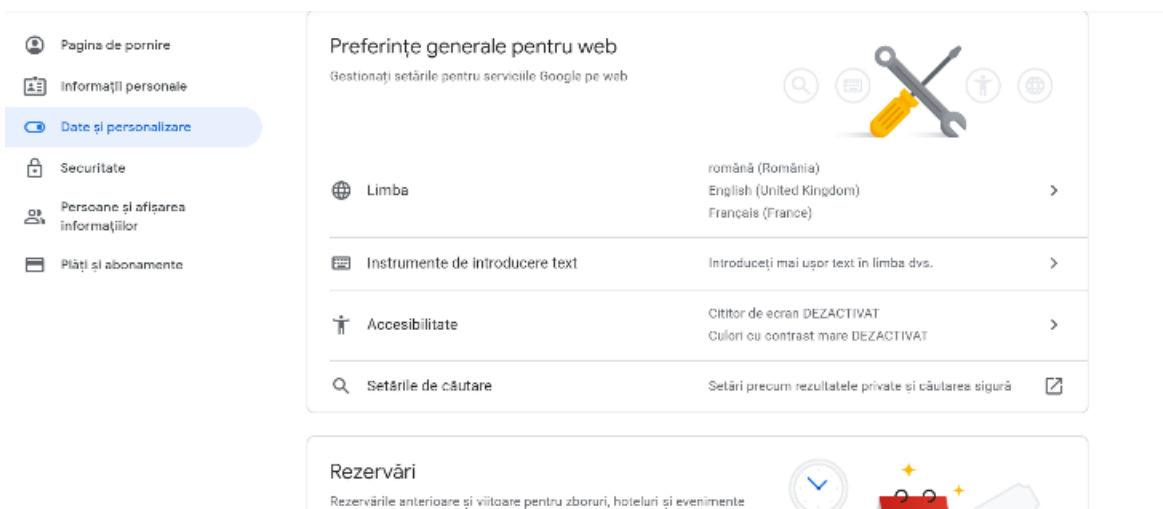 Pagina de pornire
Informații personale
Date și personalizare
Securitate
Persoane și afișarea
informațiilor
Plăți și abonamente
Preferințe generale pentru web
Gestionați setările pentru serviciile Google pe web
Limba
română (România)
English (United Kingdom)
Français (France)
Instrumente de introducere text
Introduceți mai ușor text în limba dvs.
Accesibilitate
Cititor de ecran DEZACTIVAT
Culori cu contrast mare DEZACTIVAT
Setările de căutare
Setări precum rezultatele private și căutarea sigură
Rezervări
Rezervările anterioare și viitoare pentru zboruri, hoteluri și evenimente